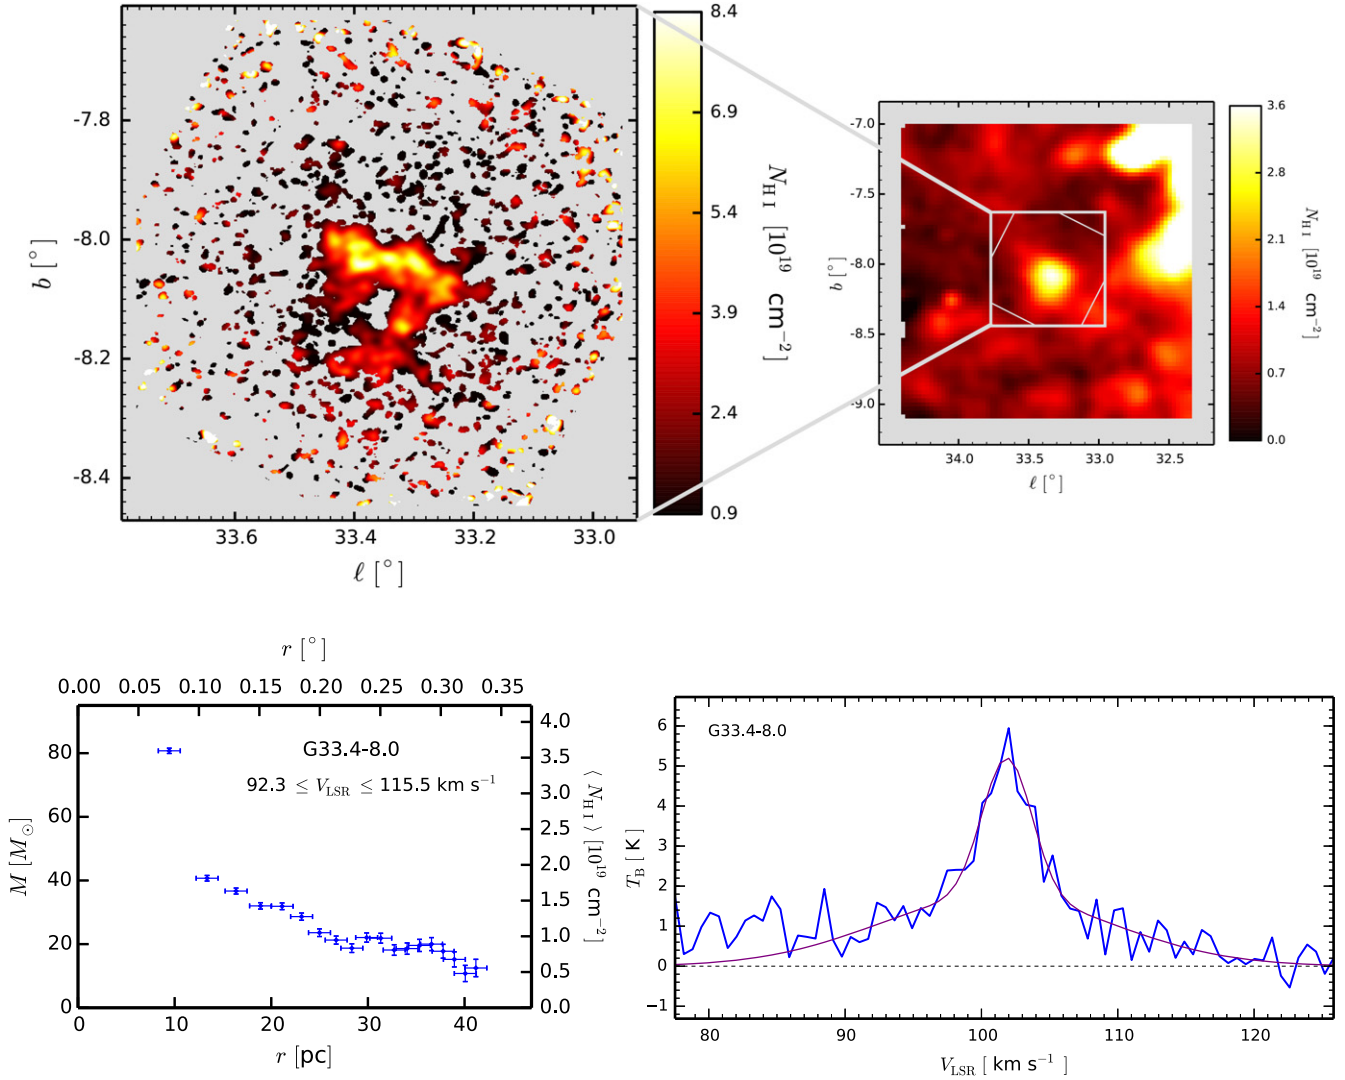 8.4
6.9
5.4
3.9
2.4
0.9
N_H I [10^19 cm^-2]
-7.8
-8.0
-8.2
-8.4
b [°]
33.6 33.4 33.2 33.0
ℓ [°]
3.6
2.8
2.1
1.4
0.7
0.0
N_H I [10^19 cm^-2]
-7.0
-7.5
-8.0
-8.5
-9.0
b [°]
34.0 33.5 33.0 32.5
ℓ [°]
r [°]
0.00 0.05 0.10 0.15 0.20 0.25 0.30 0.35
80
60
40
20
0
M [M_⊙]
G33.4-8.0
92.3 ≤ V_LSR ≤ 115.5 km s^-1
4.0
3.5
3.0
2.5
2.0
1.5
1.0
0.5
0.0
⟨ N_H I ⟩ [10^19 cm^-2]
0 10 20 30 40
r [pc]
G33.4-8.0
6
5
4
3
2
1
0
−1
T_B [ K ]
80 90 100 110 120
V_LSR [ km s^-1 ]